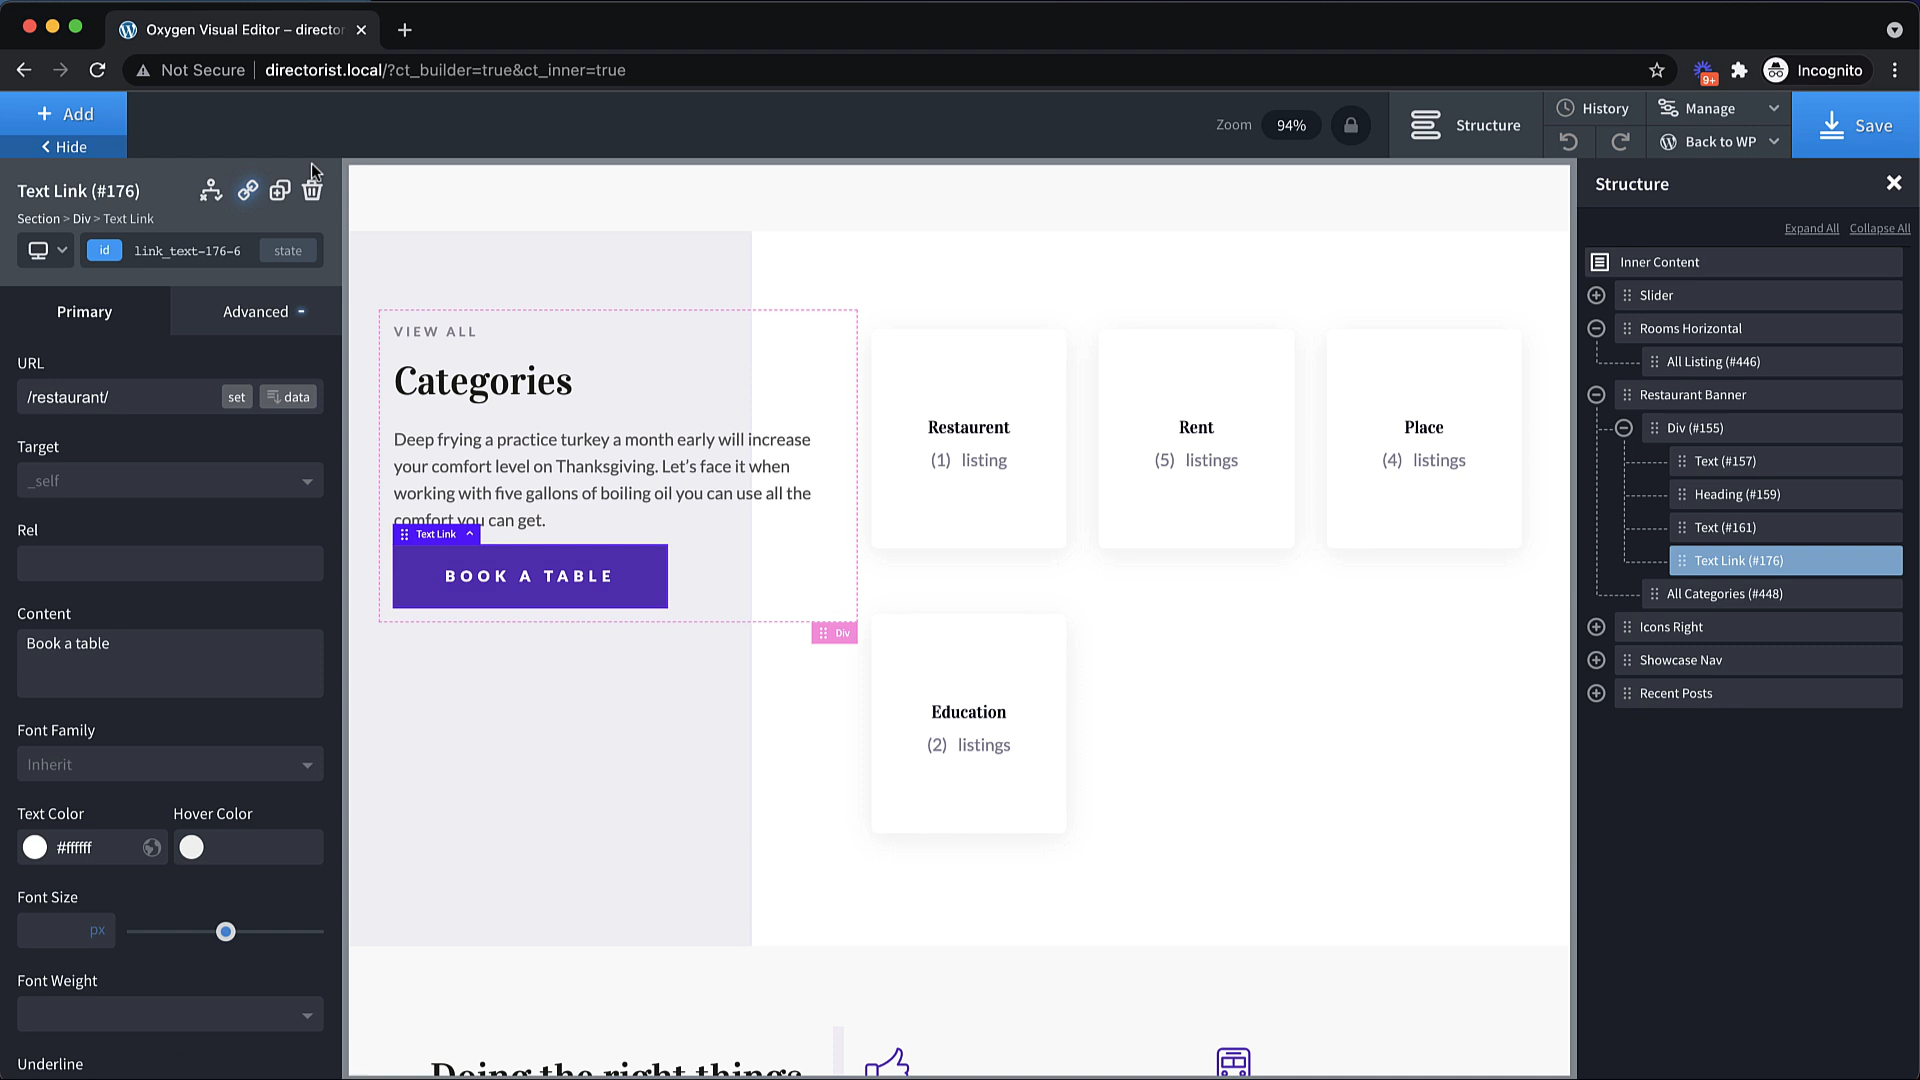 Oxygen Visual Editor – director
Not Secure
directorist.local/?ct_builder=true&ct_inner=true
9+
Incognito
Add
Hide
Zoom
94%
Structure
History
Manage
Back to WP
Save
Text Link (#176)
Section > Div > Text Link
id
link_text-176-6
state
Primary
Advanced
URL
/restaurant/
set
data
Target
_self
Rel
Content
Book a table
Font Family
Inherit
Text Color
Hover Color
#ffffff
Font Size
px
Font Weight
Underline
VIEW ALL
Categories
Deep frying a practice turkey a month early will increase
your comfort level on Thanksgiving. Let's face it when
working with five gallons of boiling oil you can use all the
comfort you can get.
Text Link
BOOK A TABLE
Div
Restaurent
(1) listing
Rent
(5) listings
Place
(4) listings
Education
(2) listings
Doing the right things
Structure
Expand All
Collapse All
Inner Content
Slider
Rooms Horizontal
All Listing (#446)
Restaurant Banner
Div (#155)
Text (#157)
Heading (#159)
Text (#161)
Text Link (#176)
All Categories (#448)
Icons Right
Showcase Nav
Recent Posts